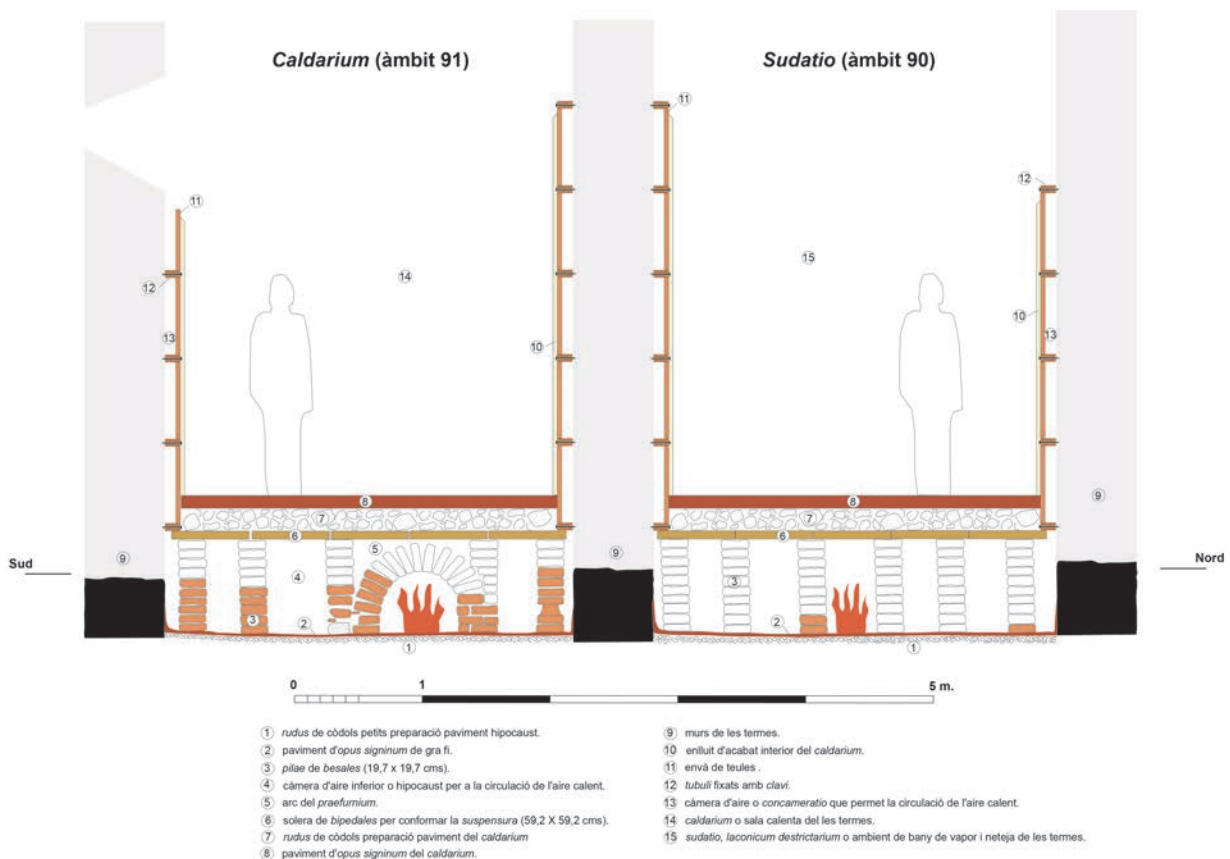 Caldarium (àmbit 91)
Sudatio (àmbit 90)
11
11
12
12
14
15
13
10
10
13
8
8
9
7
7
6
6
5
9
9
Sud
Nord
4
3
3
2
2
1
1
0 1 5 m.
1 rudus de còdols petits preparació paviment hipocaust.
2 paviment d'opus signinum de gra fi.
3 pilae de besales (19,7 x 19,7 cms).
4 càmera d'aire inferior o hipocaust per a la circulació de l'aire calent.
5 arc del praefurnium.
6 solera de bipedales per conformar la suspensura (59,2 X 59,2 cms).
7 rudus de còdols preparació paviment del caldarium
8 paviment d'opus signinum del caldarium.
9 murs de les termes.
10 enlluit d'acabat interior del caldarium.
11 envà de teules .
12 tubuli fixats amb clavi.
13 càmera d'aire o concameratio que permet la circulació de l'aire calent.
14 caldarium o sala calenta del les termes.
15 sudatio, laconicum destrictarium o ambient de bany de vapor i neteja de les termes.